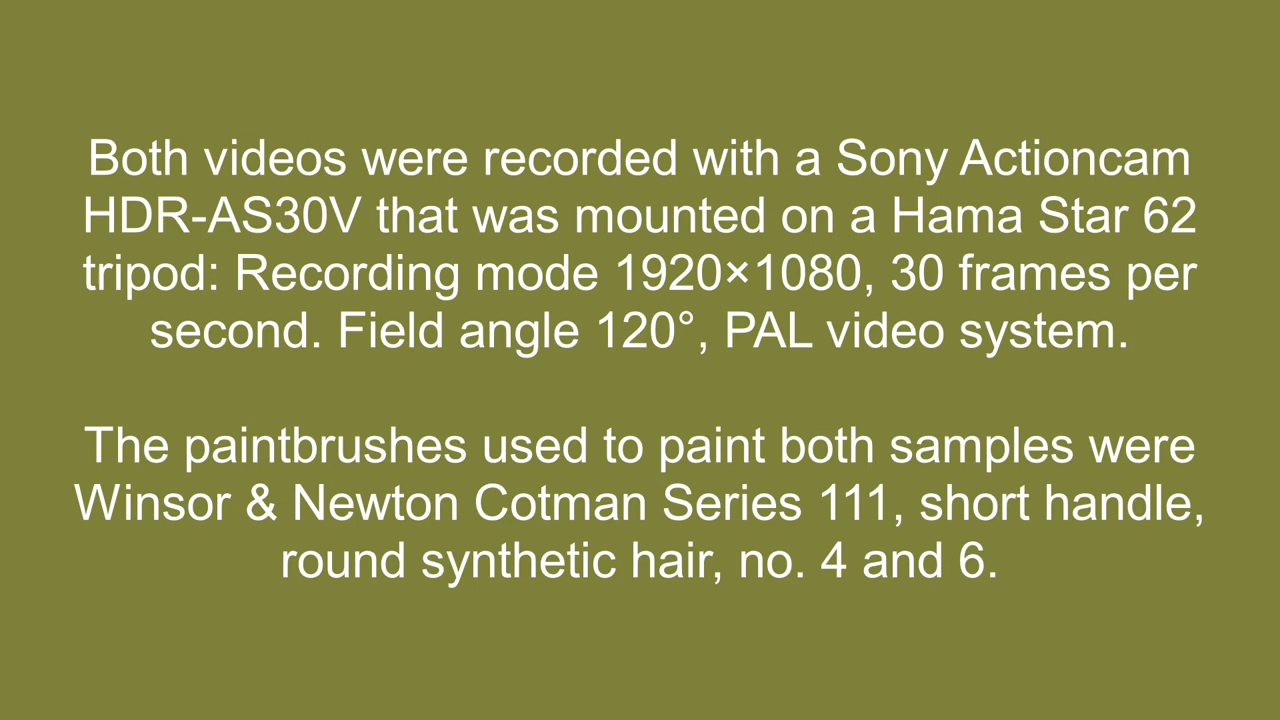 Both videos were recorded with a Sony Actioncam
HDR-AS30V that was mounted on a Hama Star 62
tripod: Recording mode 1920×1080, 30 frames per
second. Field angle 120°, PAL video system.
The paintbrushes used to paint both samples were
Winsor & Newton Cotman Series 111, short handle,
round synthetic hair, no. 4 and 6.